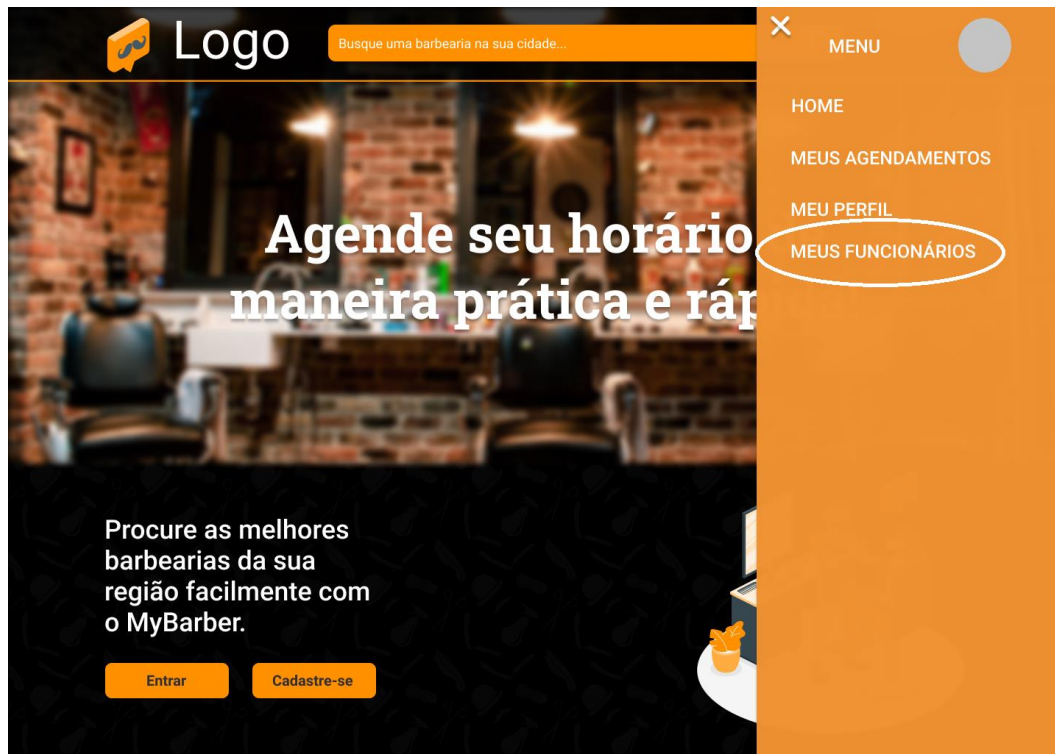 Logo
Busque uma barbearia na sua cidade...
MENU
HOME
MEUS AGENDAMENTOS
MEU PERFIL
MEUS FUNCIONÁRIOS
Agende seu horário
maneira prática e ráp
Procure as melhores
barbearias da sua
região facilmente com
o MyBarber.
Entrar
Cadastre-se